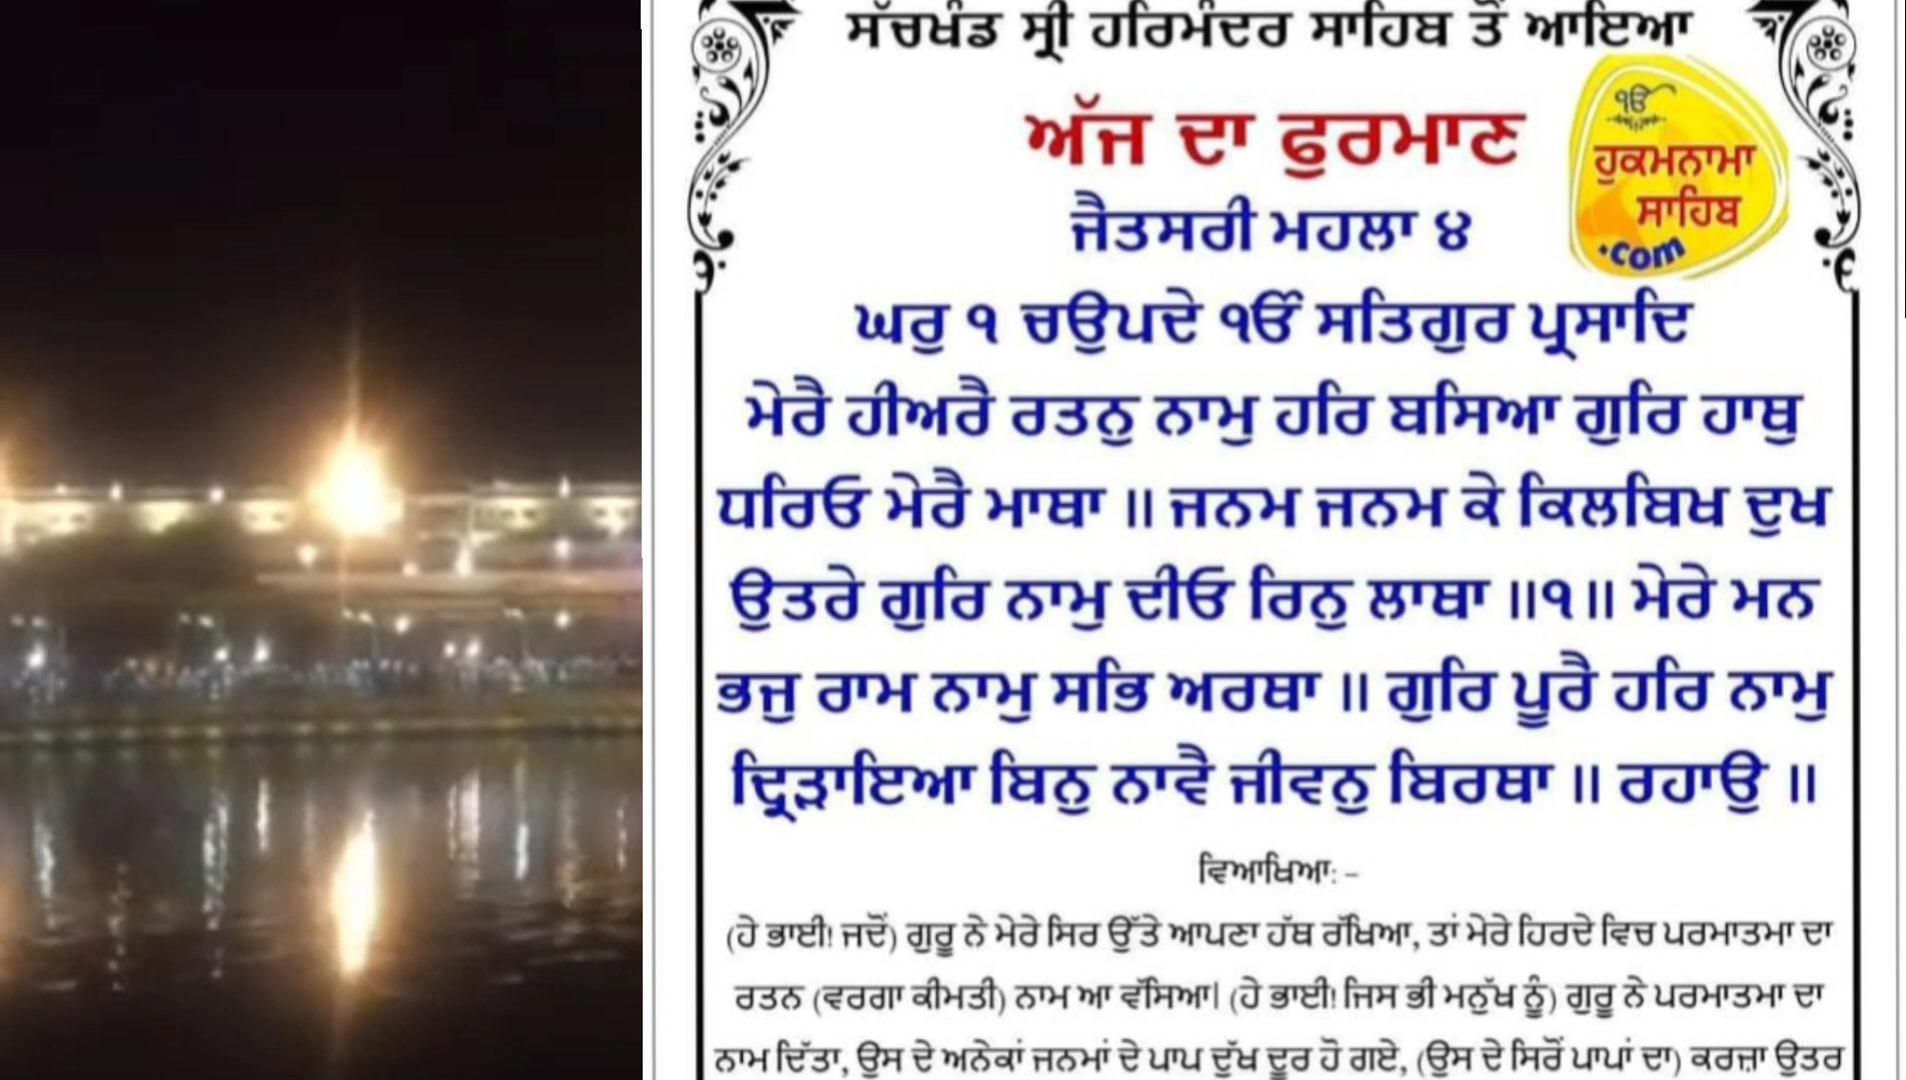 ਸੱਚਖੰਡ ਸ੍ਰੀ ਹਰਿਮੰਦਰ ਸਾਹਿਬ ਤੋਂ ਆਇਆ
ਅੱਜ ਦਾ ਫੁਰਮਾਣ
ੴ
ਹੁਕਮਨਾਮਾ
ਸਾਹਿਬ
.com
ਜੈਤਸਰੀ ਮਹਲਾ ੪
ਘਰੁ ੧ ਚਉਪਦੇ ੴ ਸਤਿਗੁਰ ਪ੍ਰਸਾਦਿ
ਮੇਰੈ ਹੀਅਰੈ ਰਤਨੁ ਨਾਮੁ ਹਰਿ ਬਸਿਆ ਗੁਰਿ ਹਾਥੁ
ਧਰਿਓ ਮੇਰੈ ਮਾਥਾ ॥ ਜਨਮ ਜਨਮ ਕੇ ਕਿਲਬਿਖ ਦੁਖ
ਉਤਰੇ ਗੁਰਿ ਨਾਮੁ ਦੀਓ ਰਿਨੁ ਲਾਥਾ ॥੧॥ ਮੇਰੇ ਮਨ
ਭਜੁ ਰਾਮ ਨਾਮੁ ਸਭਿ ਅਰਥਾ ॥ ਗੁਰਿ ਪੂਰੈ ਹਰਿ ਨਾਮੁ
ਦ੍ਰਿੜਾਇਆ ਬਿਨੁ ਨਾਵੈ ਜੀਵਨੁ ਬਿਰਥਾ ॥ ਰਹਾਉ ॥
ਵਿਆਖਿਆ: –
(ਹੇ ਭਾਈ! ਜਦੋਂ) ਗੁਰੂ ਨੇ ਮੇਰੇ ਸਿਰ ਉੱਤੇ ਆਪਣਾ ਹੱਥ ਰੱਖਿਆ, ਤਾਂ ਮੇਰੇ ਹਿਰਦੇ ਵਿਚ ਪਰਮਾਤਮਾ ਦਾ
ਰਤਨ (ਵਰਗਾ ਕੀਮਤੀ) ਨਾਮ ਆ ਵੱਸਿਆ। (ਹੇ ਭਾਈ! ਜਿਸ ਭੀ ਮਨੁੱਖ ਨੂੰ) ਗੁਰੂ ਨੇ ਪਰਮਾਤਮਾ ਦਾ
ਨਾਮ ਦਿੱਤਾ, ਉਸ ਦੇ ਅਨੇਕਾਂ ਜਨਮਾਂ ਦੇ ਪਾਪ ਦੁੱਖ ਦੂਰ ਹੋ ਗਏ, (ਉਸ ਦੇ ਸਿਰੋਂ ਪਾਪਾਂ ਦਾ) ਕਰਜ਼ਾ ਉਤਰ